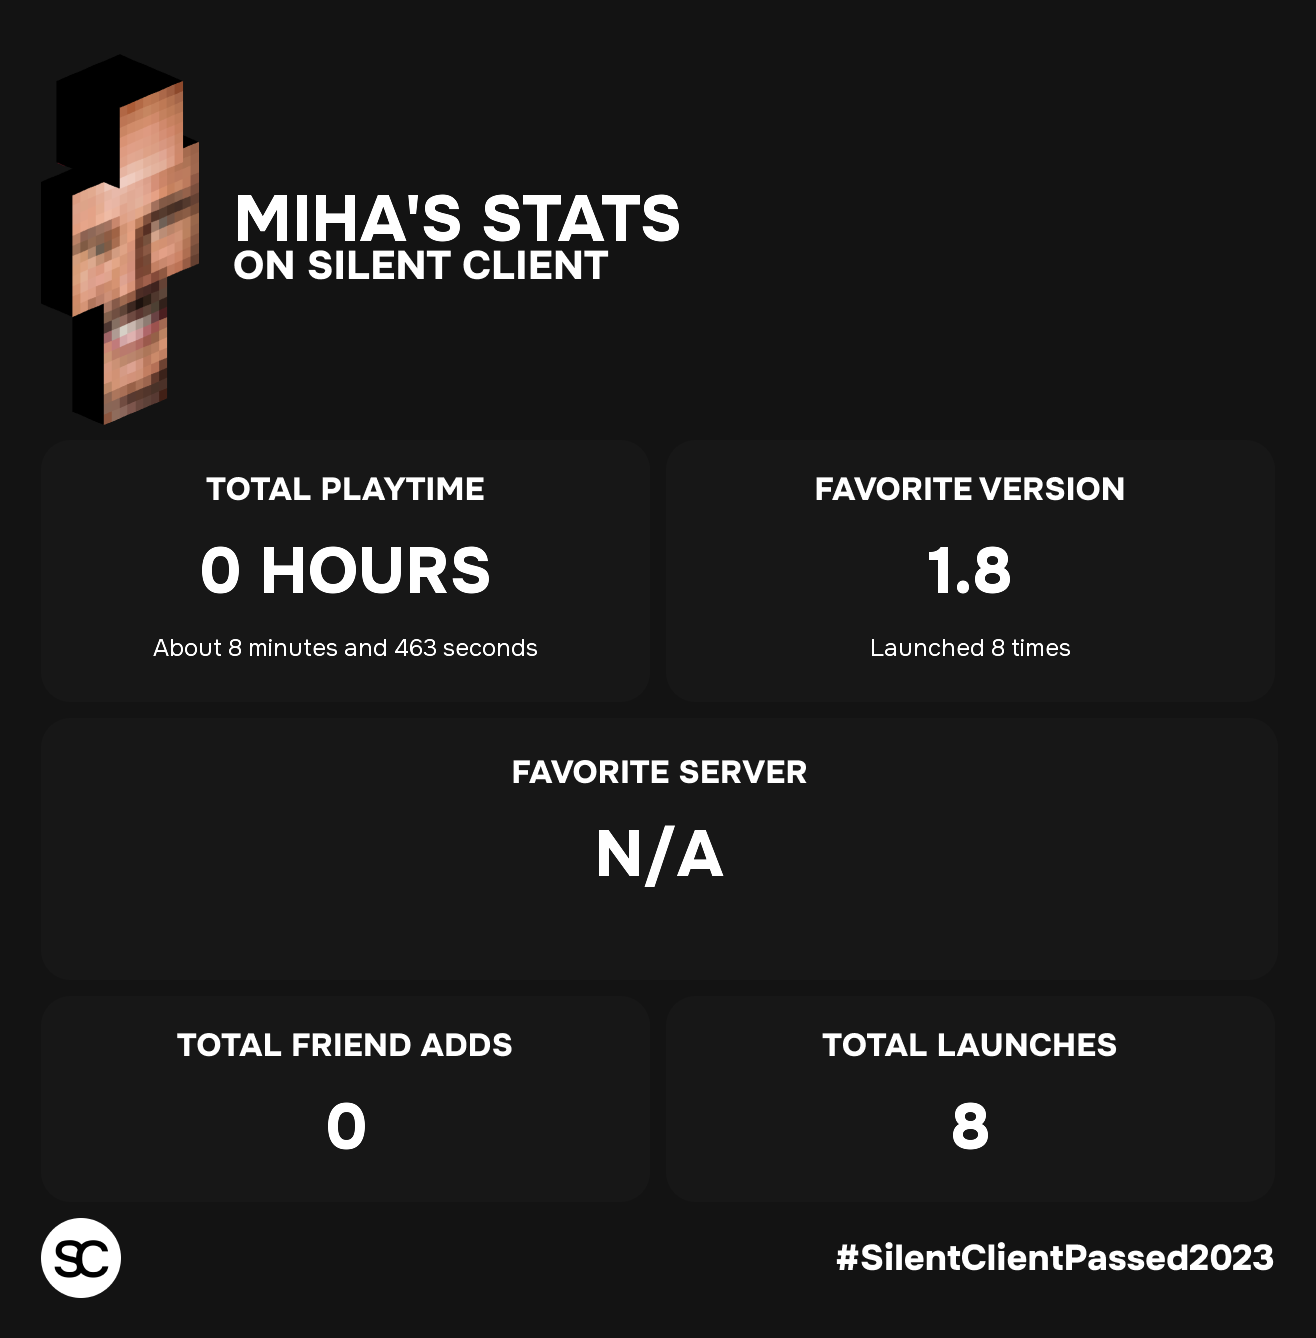 MIHA'S STATS
ON SILENT CLIENT
TOTAL PLAYTIME
0 HOURS
About 8 minutes and 463 seconds
FAVORITE VERSION
1.8
Launched 8 times
FAVORITE SERVER
N/A
TOTAL FRIEND ADDS
0
TOTAL LAUNCHES
8
SC
#SilentClientPassed2023